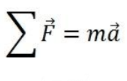 ∑ F⃗ = ma⃗